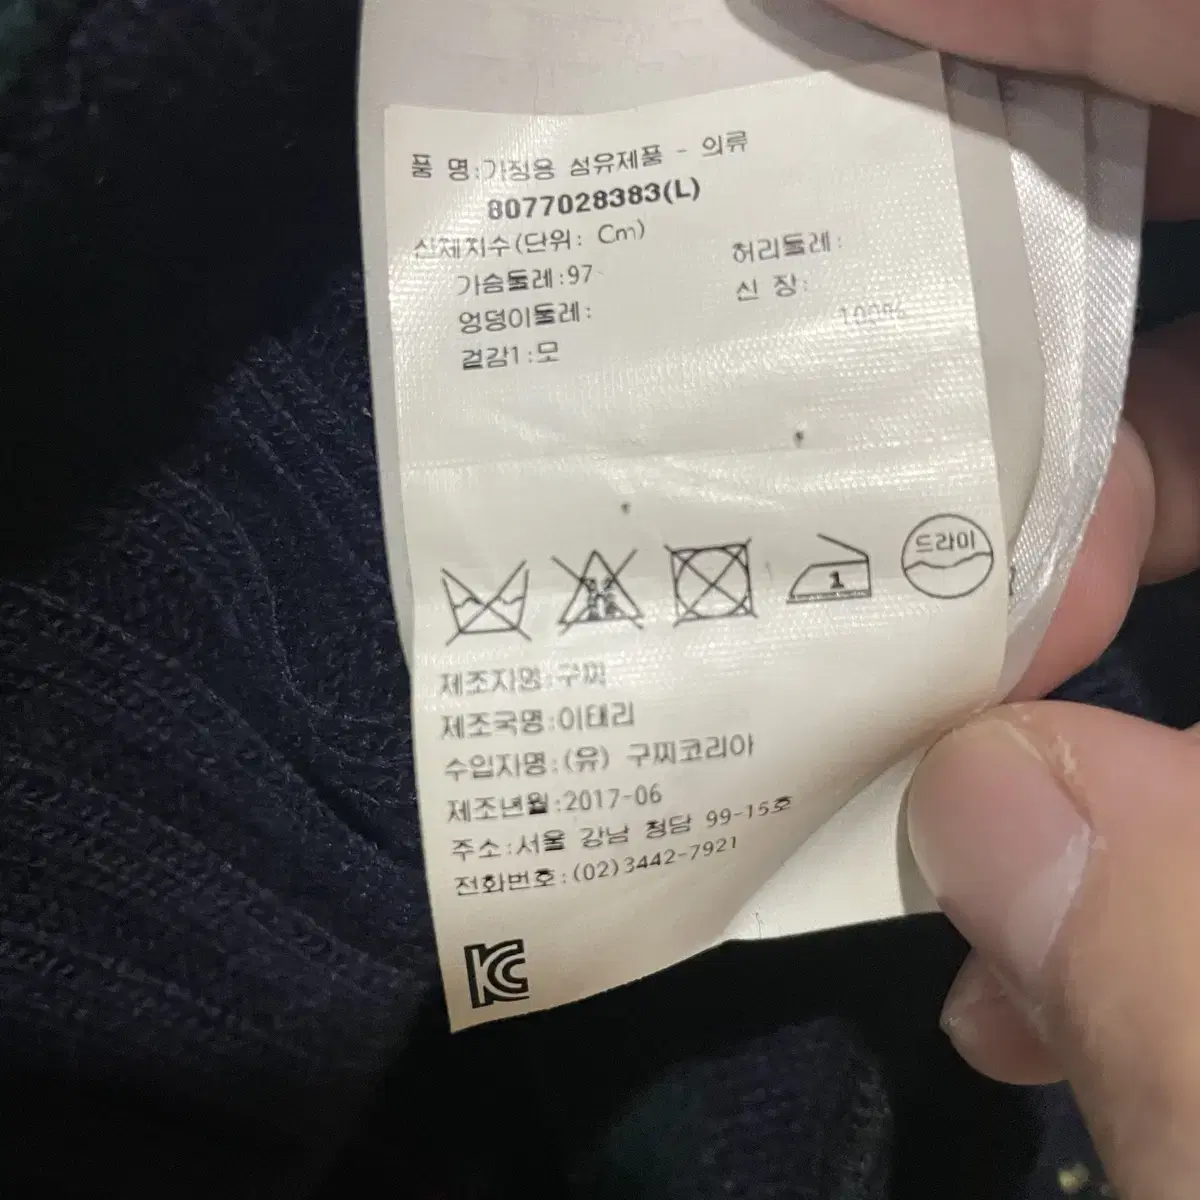 품 명:가정용 섬유제품 - 의류
8077028383(L)
신체치수(단위: Cm)
가슴둘레:97
허리둘레:
엉덩이둘레:
신 장:
겉감1:모
100%
1
드라이
제조자명:구찌
제조국명:이태리
수입자명:(유) 구찌코리아
제조년월:2017-06
주소:서울 강남 청담 99-15호
전화번호:(02)3442-7921
KC